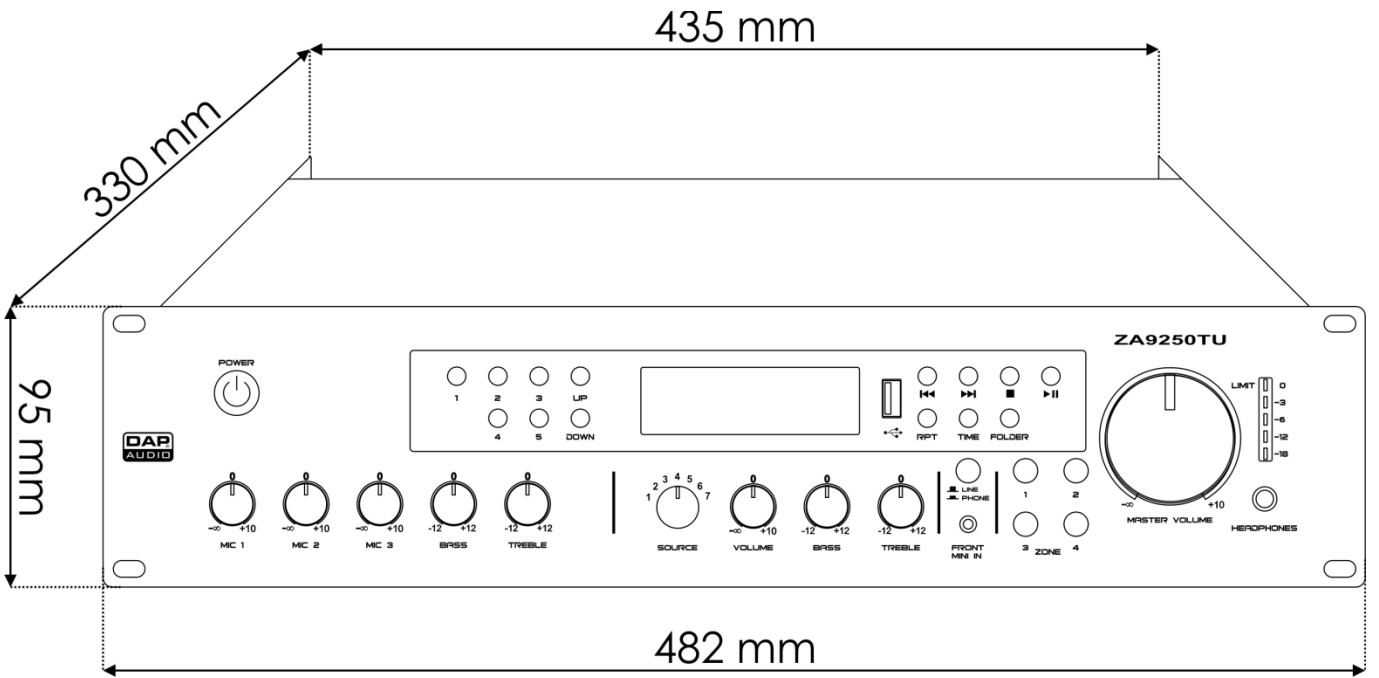 435 mm
330 mm
95 mm
ZA9250TU
POWER
1 2 3 UP
4 5 DOWN
RPT TIME FOLDER
LIMIT 0
-3
-6
-12
-18
DAP
AUDIO
0 0 0 0 0
-∞ +10 -∞ +10 -∞ +10 -12 +12 -12 +12
MIC 1 MIC 2 MIC 3 BASS TREBLE
1 2 3 4 5 6 7
0 0 0
-∞ +10 -12 +12 -12 +12
SOURCE VOLUME BASS TREBLE
LINE
PHONE
FRONT
MINI IN
1 2
3 ZONE 4
-∞ +10
MASTER VOLUME
HEADPHONES
482 mm